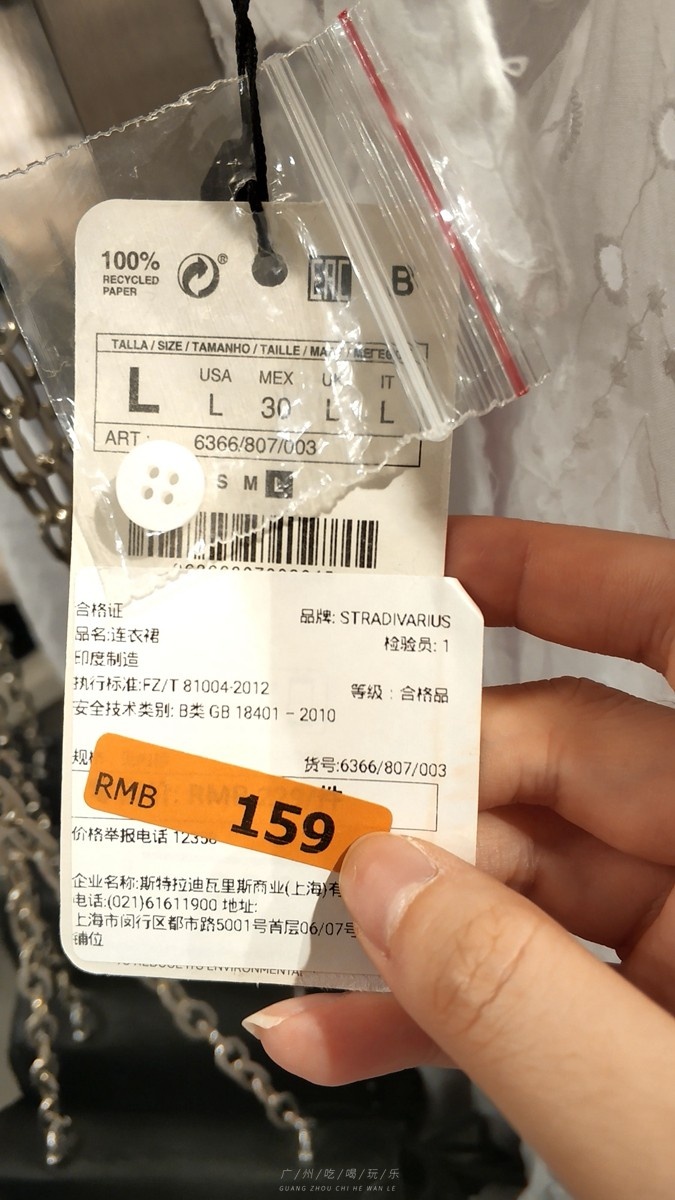 100%
RECYCLED
PAPER
®
EAC
B
TALLA / SIZE / TAMANHO / TAILLE /
USA MEX UK IT
L L 30 L L
ART.: 6366/807/003
S M L
合格证
品牌: STRADIVARIUS
品名:连衣裙
检验员: 1
印度制造
执行标准:FZ/T 81004-2012
等级：合格品
安全技术类别: B类 GB 18401 – 2010
货号:6366/807/003
RMB 159
价格举报电话
企业名称:斯特拉迪瓦里斯商业(上海)有
电话:(021)61611900 地址:
上海市闵行区都市路5001号首层06/07号
铺位
TO REDUCE ITS ENVIRONMENTAL
广/州/吃/喝/玩/乐
GUANG ZHOU CHI HE WAN LE